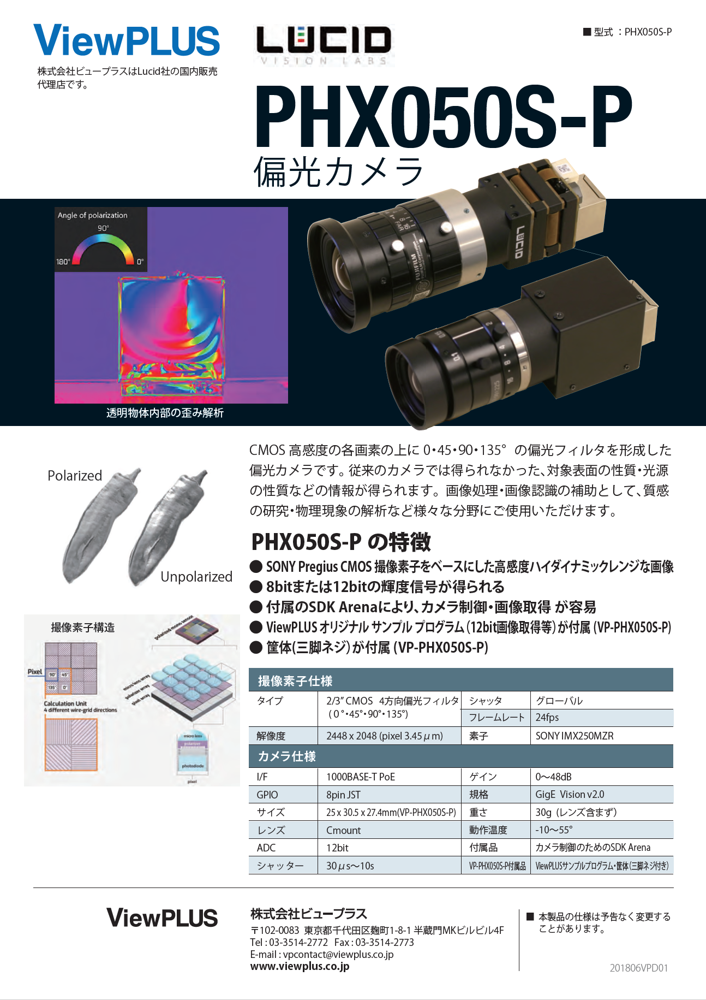 ViewPLUS
株式会社ビュープラスはLucid社の国内販売
代理店です。
LUCID
VISION LABS
■ 型式 ：PHX050S-P
PHX050S-P
偏光カメラ
Angle of polarization
90°
180°
0°
透明物体内部の歪み解析
LUCID
FUJIFILM
FAR
8 16
0.1
2
16・8・4
CMOS 高感度の各画素の上に 0・45・90・135°の偏光フィルタを形成した
偏光カメラです。従来のカメラでは得られなかった、対象表面の性質・光源
の性質などの情報が得られます。画像処理・画像認識の補助として、質感
の研究・物理現象の解析など様々な分野にご使用いただけます。
Polarized
Unpolarized
PHX050S-P の特徴
● SONY Pregius CMOS 撮像素子をベースにした高感度ハイダイナミックレンジな画像
● 8bitまたは12bitの輝度信号が得られる
● 付属のSDK Arenaにより、カメラ制御・画像取得 が容易
● ViewPLUS オリジナル サンプル プログラム（12bit画像取得等）が付属 (VP-PHX050S-P)
● 筐体(三脚ネジ）が付属 (VP-PHX050S-P)
撮像素子構造
polarized mono sensor
Pixel
90° 45°
135° 0°
Calculation Unit
4 different wire-grid directions
micro lens array
polarizer array
pixel array
micro lens
polarizer
photodiode
pixel
撮像素子仕様
タイプ 2/3” CMOS 4方向偏光フィルタ シャッタ グローバル
( 0 °・45°・90°・135°) フレームレート 24fps
解像度 2448 x 2048 (pixel 3.45μm) 素子 SONY IMX250MZR
カメラ仕様
I/F 1000BASE-T PoE ゲイン 0〜48dB
GPIO 8pin JST 規格 GigE Vision v2.0
サイズ 25 x 30.5 x 27.4mm(VP-PHX050S-P) 重さ 30g (レンズ含まず）
レンズ Cmount 動作温度 -10〜55°
ADC 12bit 付属品 カメラ制御のためのSDK Arena
シャッター 30μs〜10s VP-PHX050S-P付属品 ViewPLUSサンプルプログラム・筐体（三脚ネジ付き）
ViewPLUS
株式会社ビュープラス
〒102-0083 東京都千代田区麹町1-8-1 半蔵門MKビルビル4F
Tel : 03-3514-2772 Fax : 03-3514-2773
E-mail : vpcontact@viewplus.co.jp
www.viewplus.co.jp
■ 本製品の仕様は予告なく変更する
ことがあります。
201806VPD01